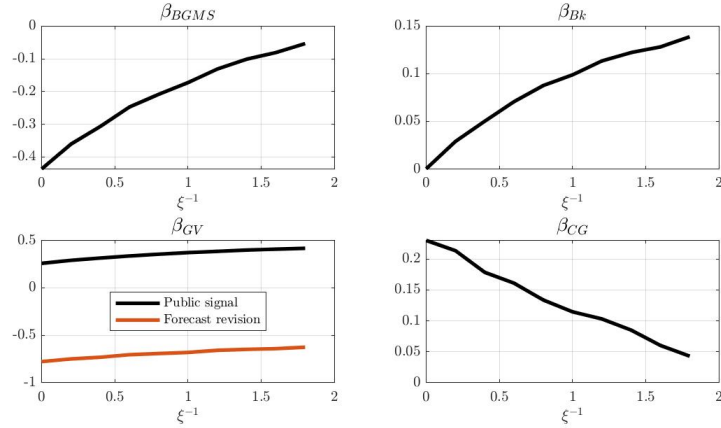 β_BGMS
0
-0.1
-0.2
-0.3
-0.4
0 0.5 1 1.5 2
ξ⁻¹
β_Bk
0.15
0.1
0.05
0
0 0.5 1 1.5 2
ξ⁻¹
β_GV
0.5
0
-0.5
-1
Public signal
Forecast revision
0 0.5 1 1.5 2
ξ⁻¹
β_CG
0.2
0.15
0.1
0.05
0
0 0.5 1 1.5 2
ξ⁻¹